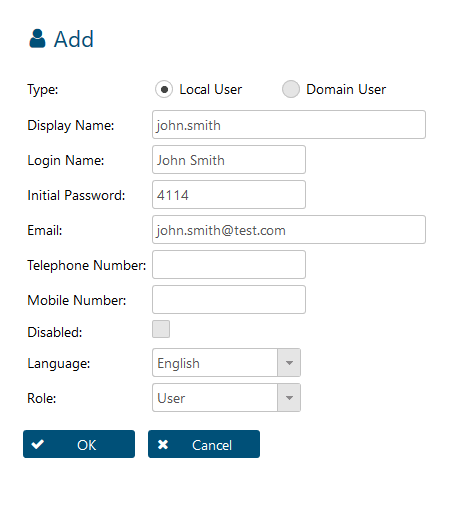 Add
Type: Local User Domain User
Display Name: john.smith
Login Name: John Smith
Initial Password: 4114
Email: john.smith@test.com
Telephone Number:
Mobile Number:
Disabled:
Language: English
Role: User
OK Cancel